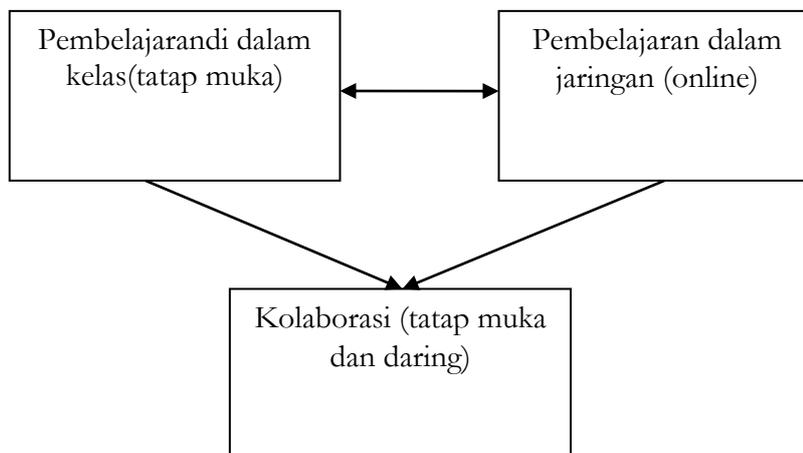 Pembelajarandi dalam
kelas(tatap muka)
Pembelajaran dalam
jaringan (online)
Kolaborasi (tatap muka
dan daring)